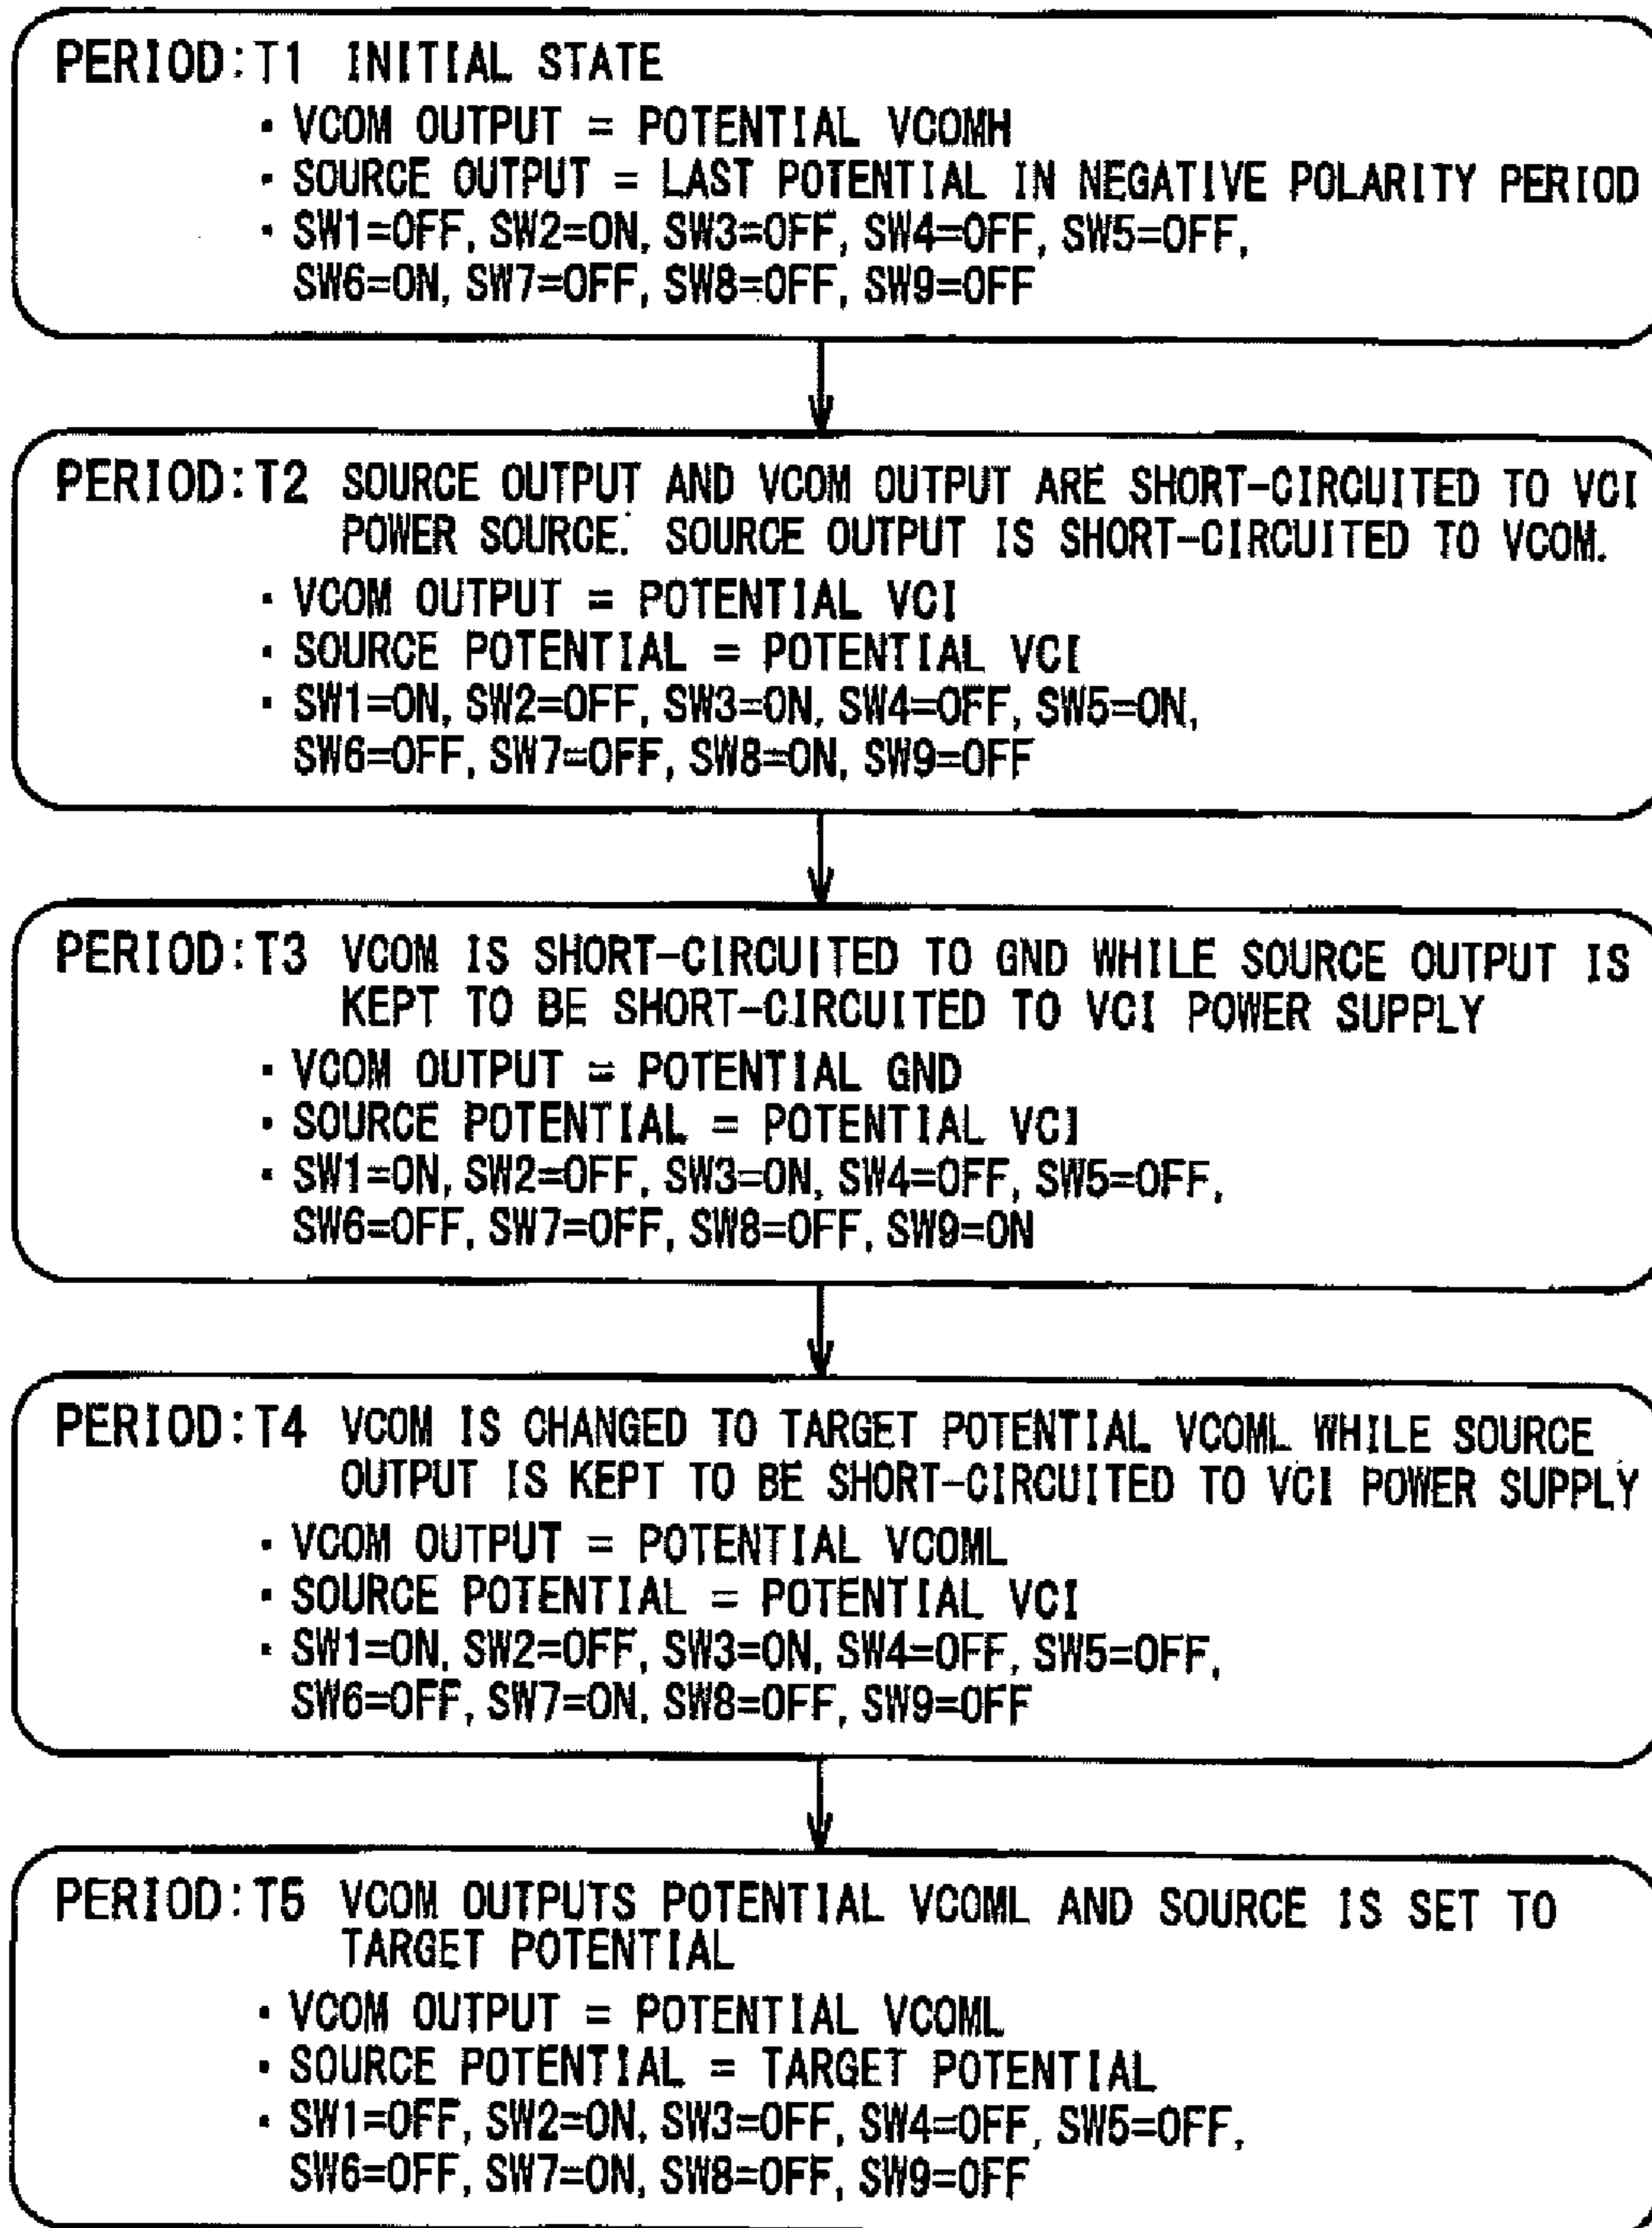 PERIOD:T1 INITIAL STATE
· VCOM OUTPUT = POTENTIAL VCOMH
· SOURCE OUTPUT = LAST POTENTIAL IN NEGATIVE POLARITY PERIOD
· SW1=OFF, SW2=ON, SW3=OFF, SW4=OFF, SW5=OFF,
SW6=ON, SW7=OFF, SW8=OFF, SW9=OFF
PERIOD:T2 SOURCE OUTPUT AND VCOM OUTPUT ARE SHORT-CIRCUITED TO VCI
POWER SOURCE. SOURCE OUTPUT IS SHORT-CIRCUITED TO VCOM.
· VCOM OUTPUT = POTENTIAL VCI
· SOURCE POTENTIAL = POTENTIAL VCI
· SW1=ON, SW2=OFF, SW3=ON, SW4=OFF, SW5=ON,
SW6=OFF, SW7=OFF, SW8=ON, SW9=OFF
PERIOD:T3 VCOM IS SHORT-CIRCUITED TO GND WHILE SOURCE OUTPUT IS
KEPT TO BE SHORT-CIRCUITED TO VCI POWER SUPPLY
· VCOM OUTPUT = POTENTIAL GND
· SOURCE POTENTIAL = POTENTIAL VCI
· SW1=ON, SW2=OFF, SW3=ON, SW4=OFF, SW5=OFF,
SW6=OFF, SW7=OFF, SW8=OFF, SW9=ON
PERIOD:T4 VCOM IS CHANGED TO TARGET POTENTIAL VCOML WHILE SOURCE
OUTPUT IS KEPT TO BE SHORT-CIRCUITED TO VCI POWER SUPPLY
· VCOM OUTPUT = POTENTIAL VCOML
· SOURCE POTENTIAL = POTENTIAL VCI
· SW1=ON, SW2=OFF, SW3=ON, SW4=OFF, SW5=OFF,
SW6=OFF, SW7=ON, SW8=OFF, SW9=OFF
PERIOD:T5 VCOM OUTPUTS POTENTIAL VCOML AND SOURCE IS SET TO
TARGET POTENTIAL
· VCOM OUTPUT = POTENTIAL VCOML
· SOURCE POTENTIAL = TARGET POTENTIAL
· SW1=OFF, SW2=ON, SW3=OFF, SW4=OFF, SW5=OFF,
SW6=OFF, SW7=ON, SW8=OFF, SW9=OFF